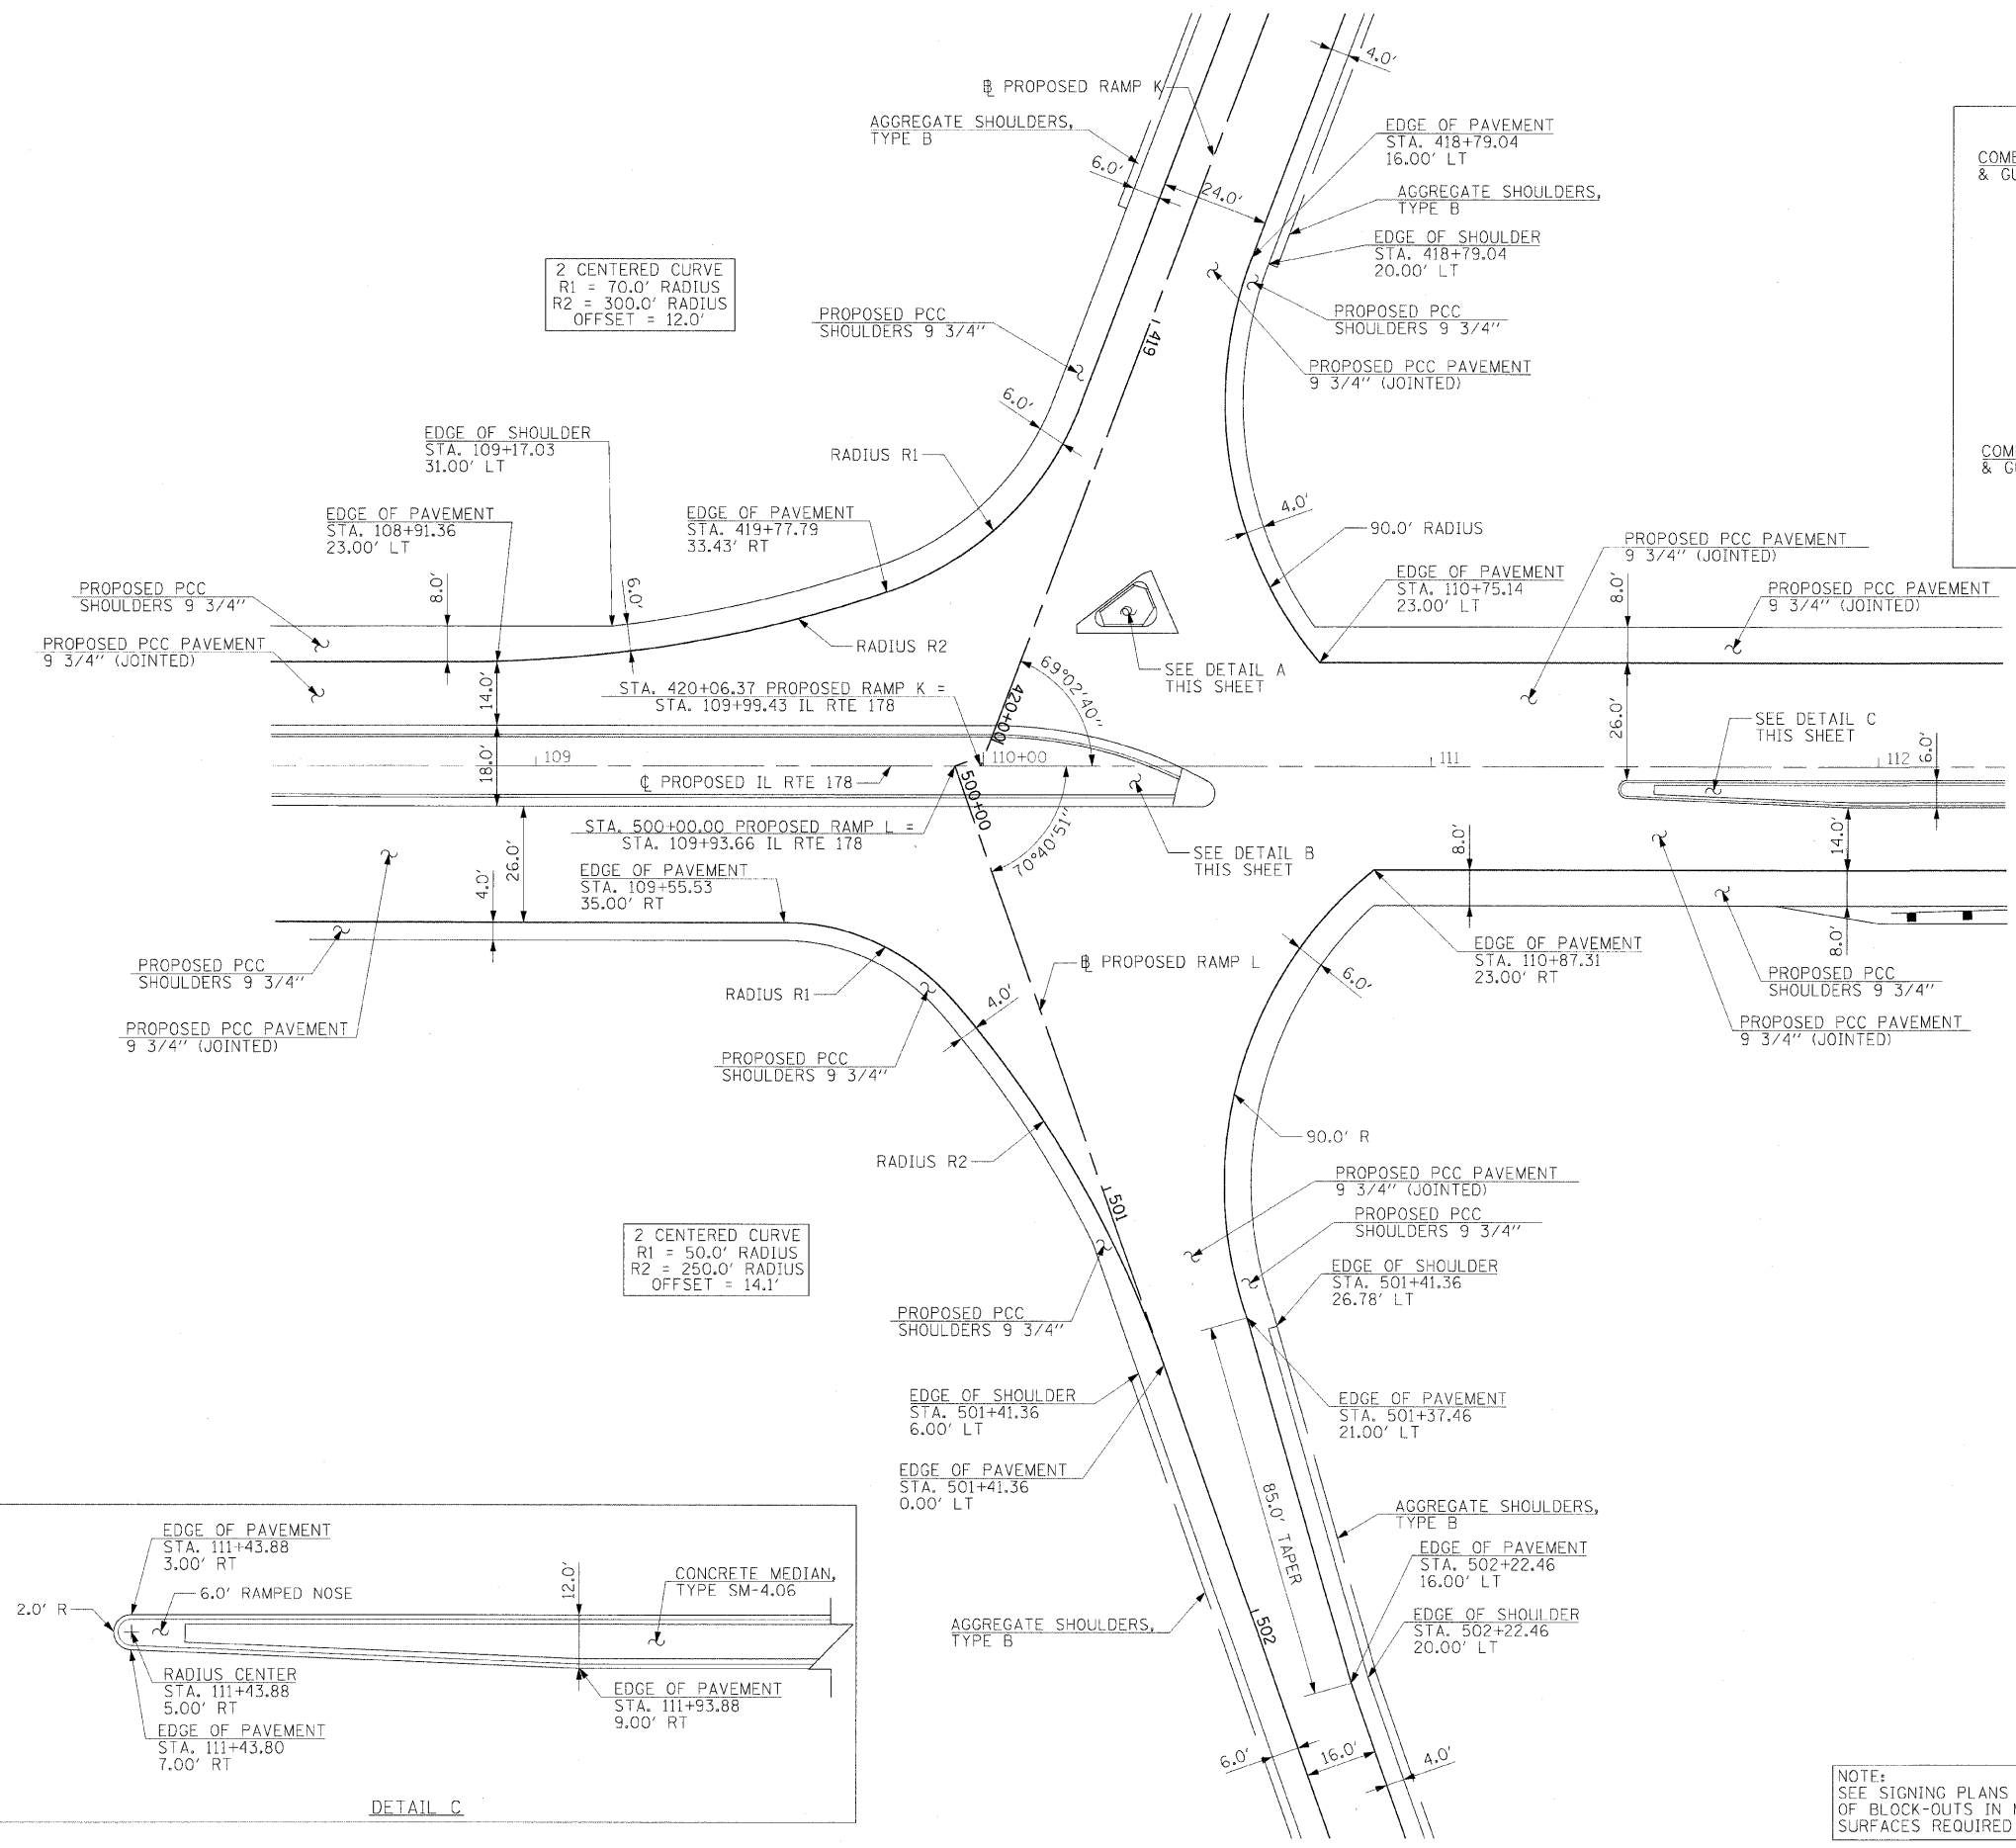 4.0'
℄ PROPOSED RAMP K
AGGREGATE SHOULDERS,
TYPE B
6.0'
24.0'
EDGE OF PAVEMENT
STA. 418+79.04
16.00' LT
AGGREGATE SHOULDERS,
TYPE B
EDGE OF SHOULDER
STA. 418+79.04
20.00' LT
PROPOSED PCC
SHOULDERS 9 3/4"
PROPOSED PCC PAVEMENT
9 3/4" (JOINTED)
2 CENTERED CURVE
R1 = 70.0' RADIUS
R2 = 300.0' RADIUS
OFFSET = 12.0'
PROPOSED PCC
SHOULDERS 9 3/4"
419
6.0'
EDGE OF SHOULDER
STA. 109+17.03
31.00' LT
RADIUS R1
EDGE OF PAVEMENT
STA. 108+91.36
23.00' LT
EDGE OF PAVEMENT
STA. 419+77.79
33.43' RT
4.0'
90.0' RADIUS
PROPOSED PCC PAVEMENT
9 3/4" (JOINTED)
EDGE OF PAVEMENT
STA. 110+75.14
23.00' LT
PROPOSED PCC
SHOULDERS 9 3/4"
8.0'
6.0'
8.0'
PROPOSED PCC PAVEMENT
9 3/4" (JOINTED)
PROPOSED PCC PAVEMENT
9 3/4" (JOINTED)
RADIUS R2
14.0'
STA. 420+06.37 PROPOSED RAMP K =
STA. 109+99.43 IL RTE 178
420+00
69°02'40"
SEE DETAIL A
THIS SHEET
26.0'
SEE DETAIL C
THIS SHEET
6.0'
18.0'
109
110+00
111
112
℄ PROPOSED IL RTE 178
500+00
STA. 500+00.00 PROPOSED RAMP L =
STA. 109+93.66 IL RTE 178
70°40'51"
SEE DETAIL B
THIS SHEET
26.0'
4.0'
EDGE OF PAVEMENT
STA. 109+55.53
35.00' RT
8.0'
14.0'
8.0'
PROPOSED PCC
SHOULDERS 9 3/4"
PROPOSED PCC PAVEMENT
9 3/4" (JOINTED)
RADIUS R1
4.0'
℄ PROPOSED RAMP L
6.0'
EDGE OF PAVEMENT
STA. 110+87.31
23.00' RT
PROPOSED PCC
SHOULDERS 9 3/4"
PROPOSED PCC PAVEMENT
9 3/4" (JOINTED)
PROPOSED PCC
SHOULDERS 9 3/4"
RADIUS R2
90.0' R
501
PROPOSED PCC PAVEMENT
9 3/4" (JOINTED)
PROPOSED PCC
SHOULDERS 9 3/4"
EDGE OF SHOULDER
STA. 501+41.36
26.78' LT
2 CENTERED CURVE
R1 = 50.0' RADIUS
R2 = 250.0' RADIUS
OFFSET = 14.1'
PROPOSED PCC
SHOULDERS 9 3/4"
EDGE OF SHOULDER
STA. 501+41.36
6.00' LT
EDGE OF PAVEMENT
STA. 501+37.46
21.00' LT
EDGE OF PAVEMENT
STA. 501+41.36
0.00' LT
85.0' TAPER
AGGREGATE SHOULDERS,
TYPE B
EDGE OF PAVEMENT
STA. 502+22.46
16.00' LT
EDGE OF SHOULDER
STA. 502+22.46
20.00' LT
AGGREGATE SHOULDERS,
TYPE B
502
6.0'
16.0'
4.0'
EDGE OF PAVEMENT
STA. 111+43.88
3.00' RT
6.0' RAMPED NOSE
2.0' R
12.0'
CONCRETE MEDIAN,
TYPE SM-4.06
RADIUS CENTER
STA. 111+43.88
5.00' RT
EDGE OF PAVEMENT
STA. 111+43.80
7.00' RT
EDGE OF PAVEMENT
STA. 111+93.88
9.00' RT
DETAIL C
NOTE:
SEE SIGNING PLANS
OF BLOCK-OUTS IN
SURFACES REQUIRED